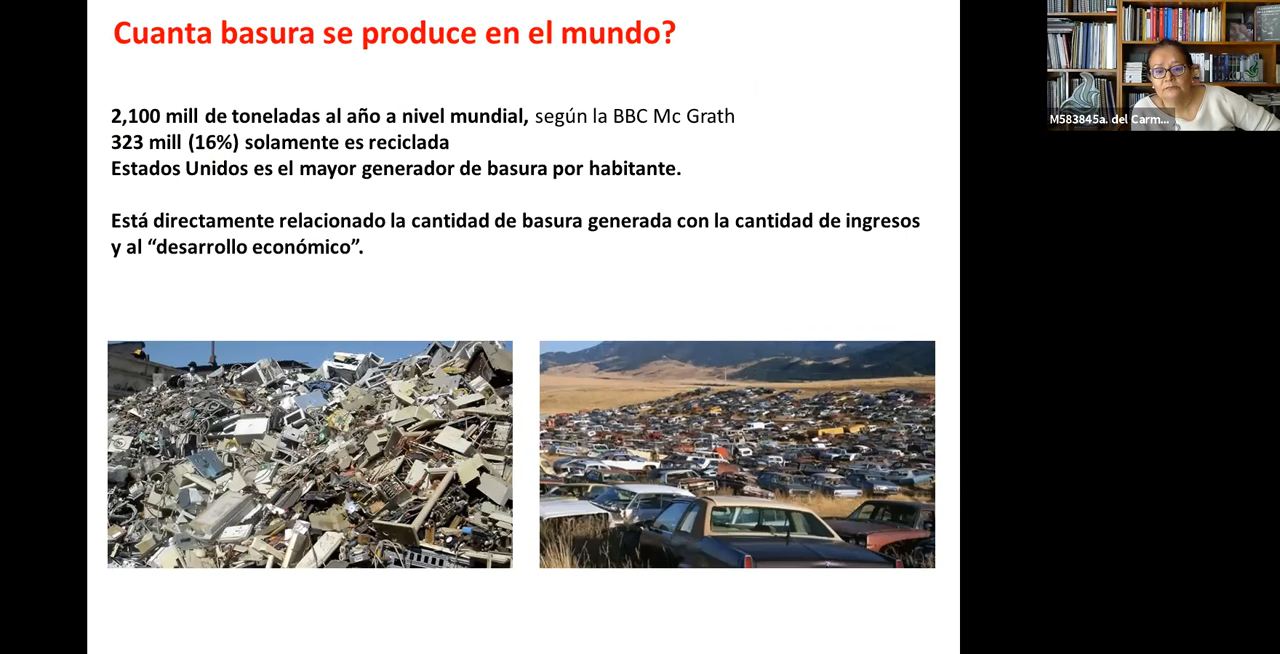 Cuanta basura se produce en el mundo?
2,100 mill de toneladas al año a nivel mundial, según la BBC Mc Grath
323 mill (16%) solamente es reciclada
Estados Unidos es el mayor generador de basura por habitante.
Está directamente relacionado la cantidad de basura generada con la cantidad de ingresos
y al “desarrollo económico”.
M583845a. del Carm...